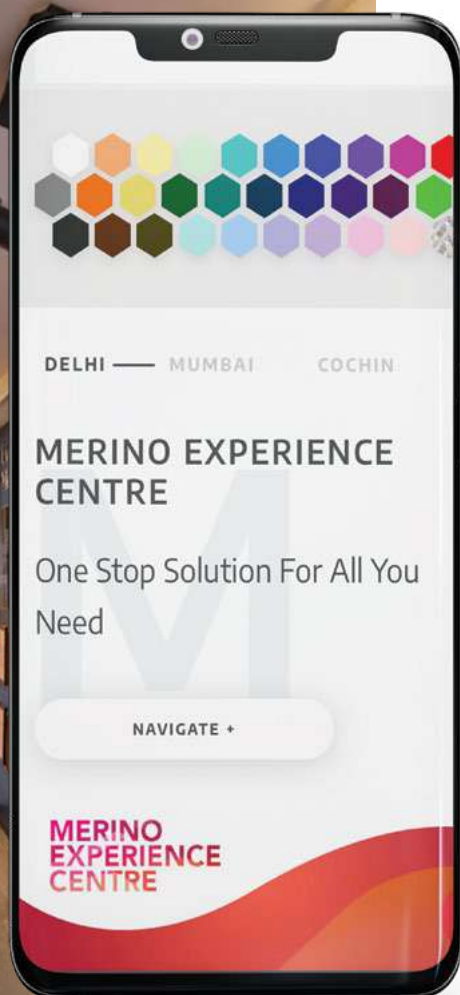 DELHI — MUMBAI COCHIN
MERINO EXPERIENCE
CENTRE
One Stop Solution For All You
Need
M
NAVIGATE +
MERINO
EXPERIENCE
CENTRE